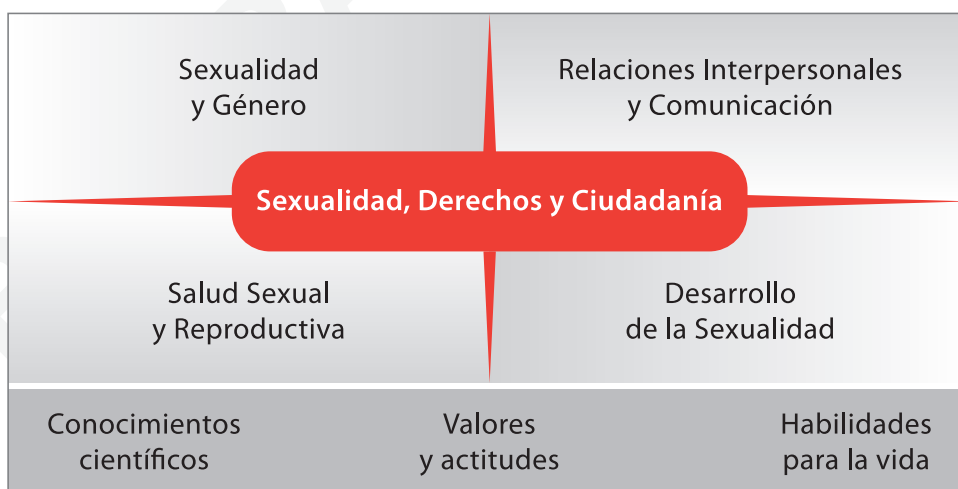 Sexualidad
y Género
Relaciones Interpersonales
y Comunicación
Sexualidad, Derechos y Ciudadanía
Salud Sexual
y Reproductiva
Desarrollo
de la Sexualidad
Conocimientos
científicos
Valores
y actitudes
Habilidades
para la vida